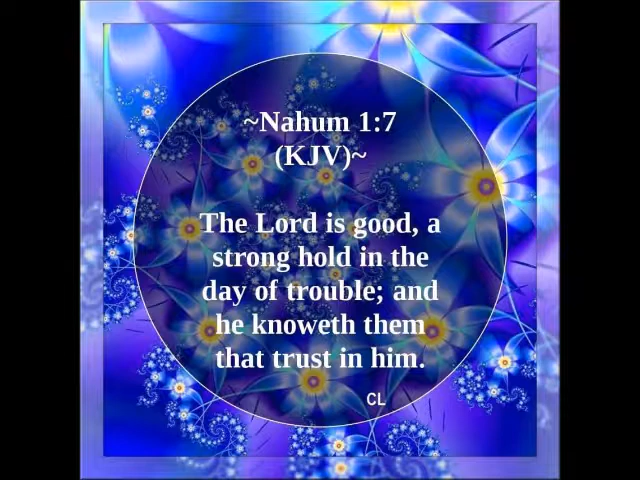 ~Nahum 1:7
(KJV)~
The Lord is good, a
strong hold in the
day of trouble; and
he knoweth them
that trust in him.
CL